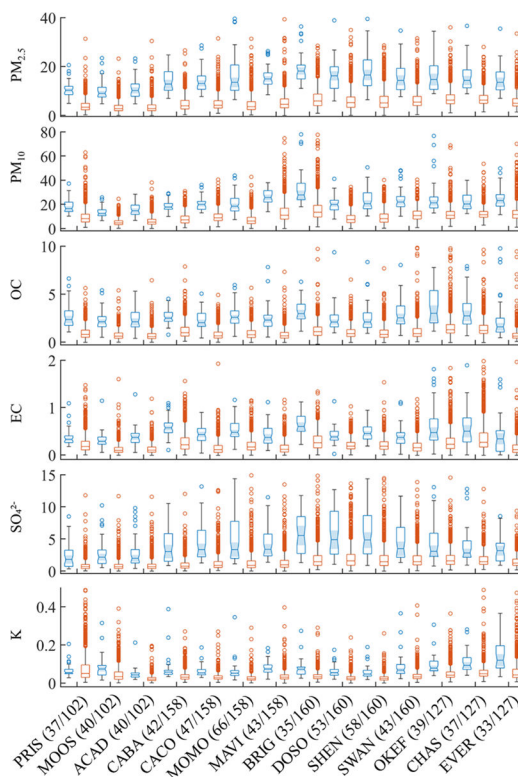 PM2.5
40
20
0
PM10
80
60
40
20
0
OC
10
5
0
EC
2
1
0
SO₄²⁻
15
10
5
0
K
0.4
0.2
0
PRIS (37/102)
MOOS (40/102)
ACAD (40/102)
CABA (42/158)
CACO (47/158)
MOMO (66/158)
MAVI (43/158)
BRIG (35/160)
DOSO (53/160)
SHEN (58/160)
SWAN (43/160)
OKEF (39/127)
CHAS (37/127)
EVER (33/127)